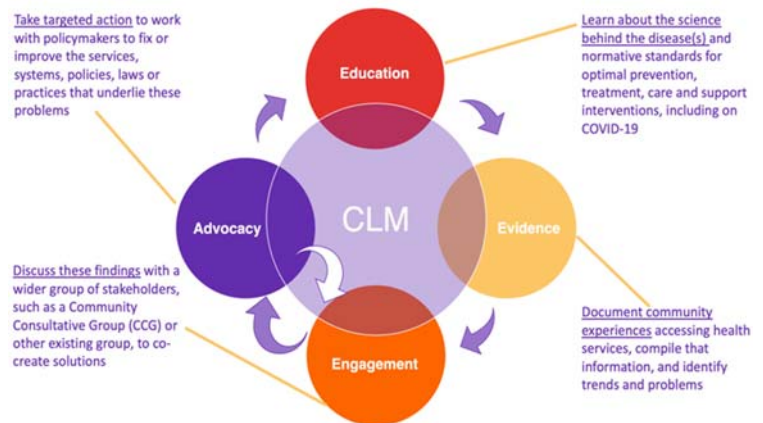 Take targeted action to work
with policymakers to fix or
improve the services,
systems, policies, laws or
practices that underlie these
problems
Education
Learn about the science
behind the disease(s) and
normative standards for
optimal prevention,
treatment, care and support
interventions, including on
COVID-19
Advocacy
CLM
Evidence
Discuss these findings with a
wider group of stakeholders,
such as a Community
Consultative Group (CCG) or
other existing group, to co-
create solutions
Engagement
Document community
experiences accessing health
services, compile that
information, and identify
trends and problems